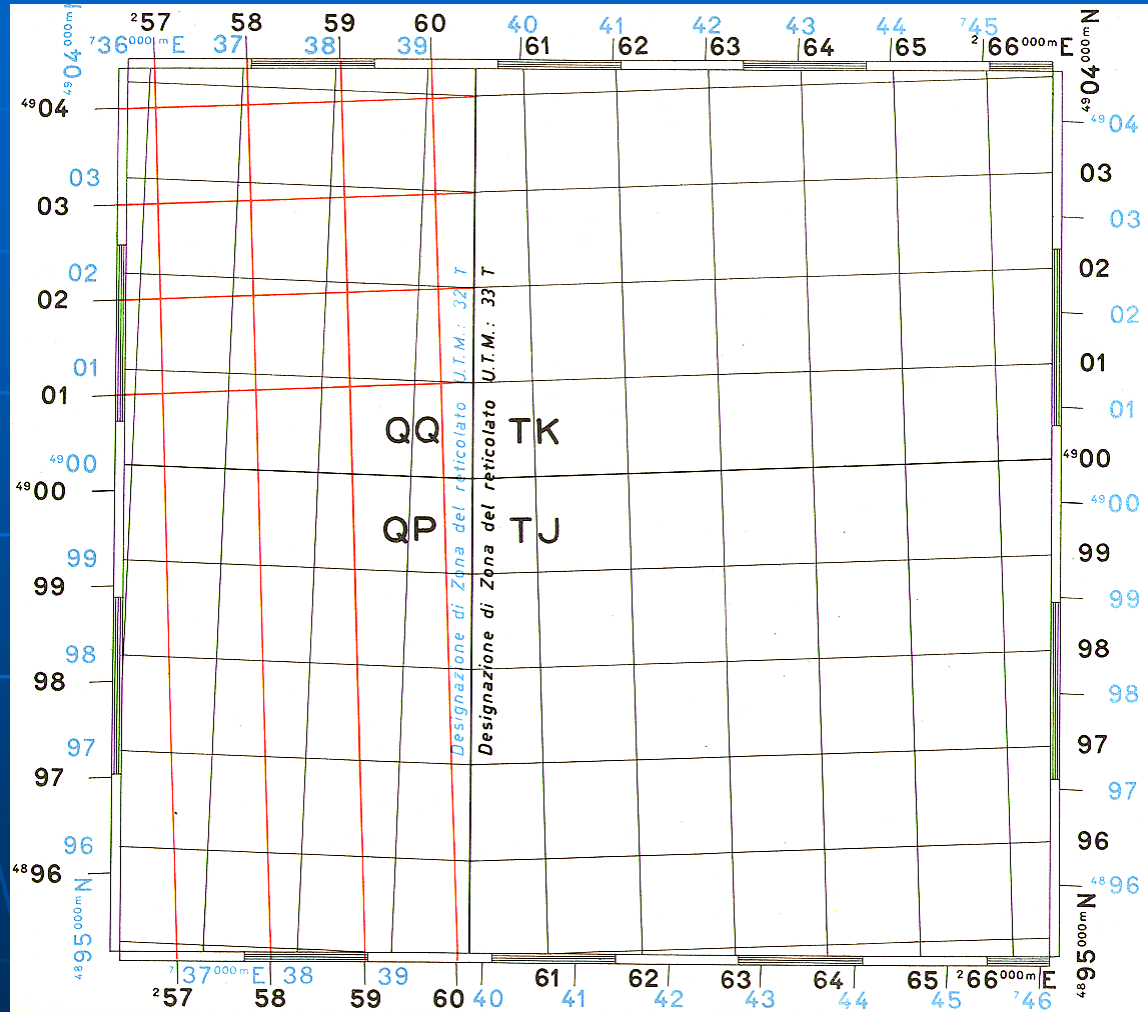 ²57 58 59 60 40 41 42 43 44 ⁷45
⁷36⁰⁰⁰ᵐ E 37 38 39 61 62 63 64 65 ²66⁰⁰⁰ᵐ E
⁴⁹04⁰⁰⁰ᵐ
⁴⁹04⁰⁰⁰ᵐ N
⁴⁹04
⁴⁹04
03
03
03
03
02
02
02
02
01
01
01
01
QQ TK
⁴⁹00
⁴⁹00
⁴⁹00
⁴⁹00
QP TJ
99
99
99
99
98
98
98
98
97
97
97
97
96
96
⁴⁸96
⁴⁸96
Designazione di Zona del reticolato U.T.M.: 32 T
Designazione di Zona del reticolato U.T.M.: 33 T
⁴⁸95⁰⁰⁰ᵐ N
⁴⁸95⁰⁰⁰ᵐ N
⁷37⁰⁰⁰ᵐ E 38 39 61 62 63 64 65 ²66⁰⁰⁰ᵐ E
²57 58 59 60 40 41 42 43 44 45 ⁷46